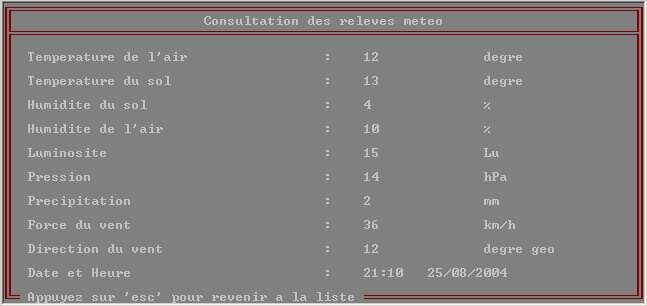 Consultation des releves meteo
Temperature de l'air : 12 degre
Temperature du sol : 13 degre
Humidite du sol : 4 %
Humidite de l'air : 10 %
Luminosite : 15 Lu
Pression : 14 hPa
Precipitation : 2 mm
Force du vent : 36 km/h
Direction du vent : 12 degre geo
Date et Heure : 21:10 25/08/2004
Appuyez sur 'esc' pour revenir a la liste